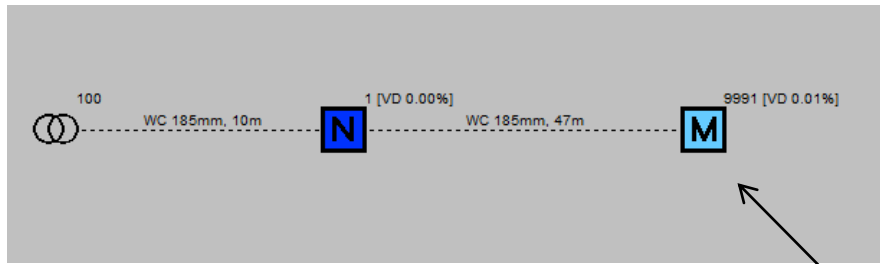 100
1 [VD 0.00%]
9991 [VD 0.01%]
WC 185mm, 10m
N
WC 185mm, 47m
M